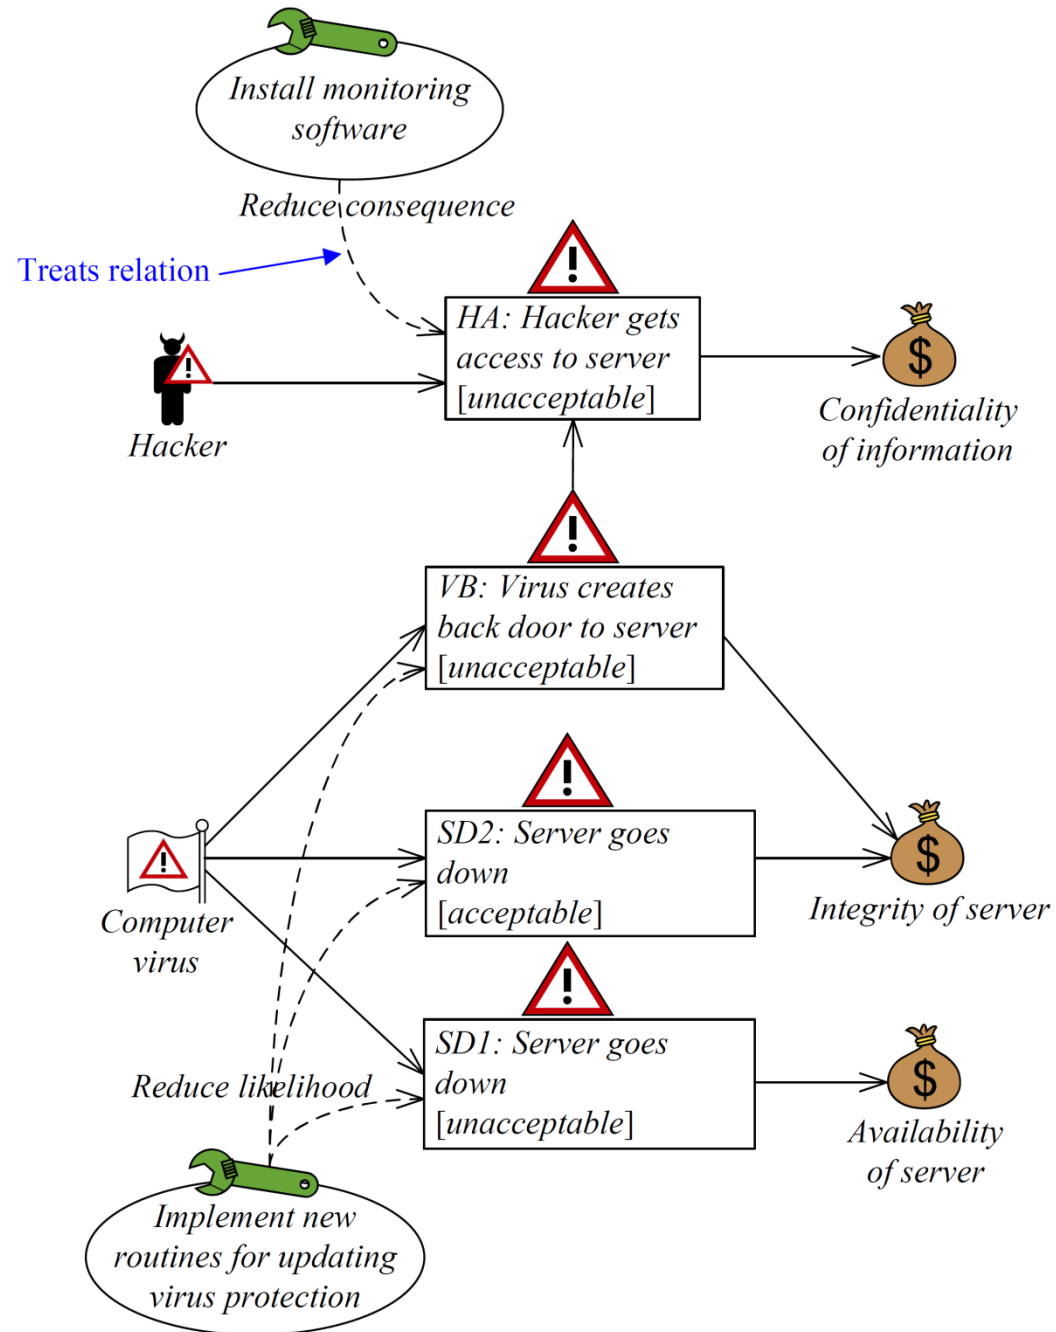 Install monitoring
software
Reduce consequence
Treats relation
HA: Hacker gets
access to server
[unacceptable]
$
Hacker
Confidentiality
of information
VB: Virus creates
back door to server
[unacceptable]
SD2: Server goes
down
[acceptable]
$
Computer
virus
Integrity of server
SD1: Server goes
down
[unacceptable]
$
Reduce likelihood
Availability
of server
Implement new
routines for updating
virus protection